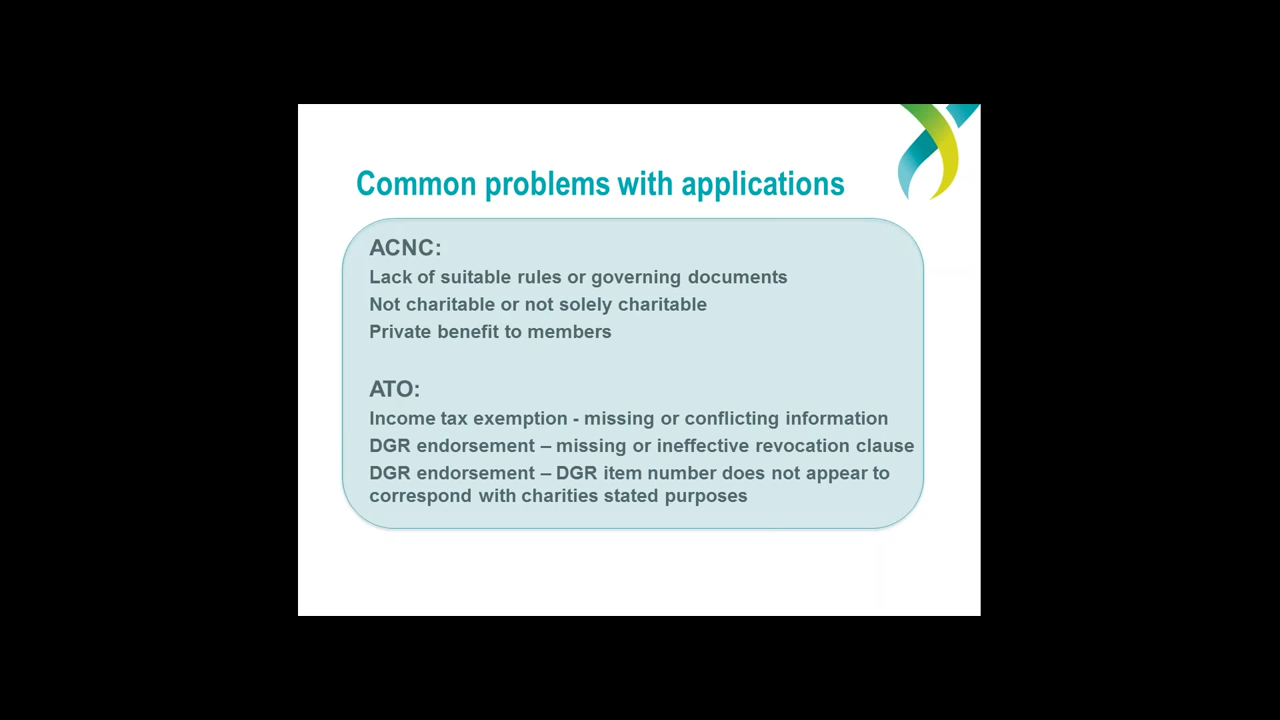 Common problems with applications
ACNC:
Lack of suitable rules or governing documents
Not charitable or not solely charitable
Private benefit to members
ATO:
Income tax exemption - missing or conflicting information
DGR endorsement – missing or ineffective revocation clause
DGR endorsement – DGR item number does not appear to
correspond with charities stated purposes